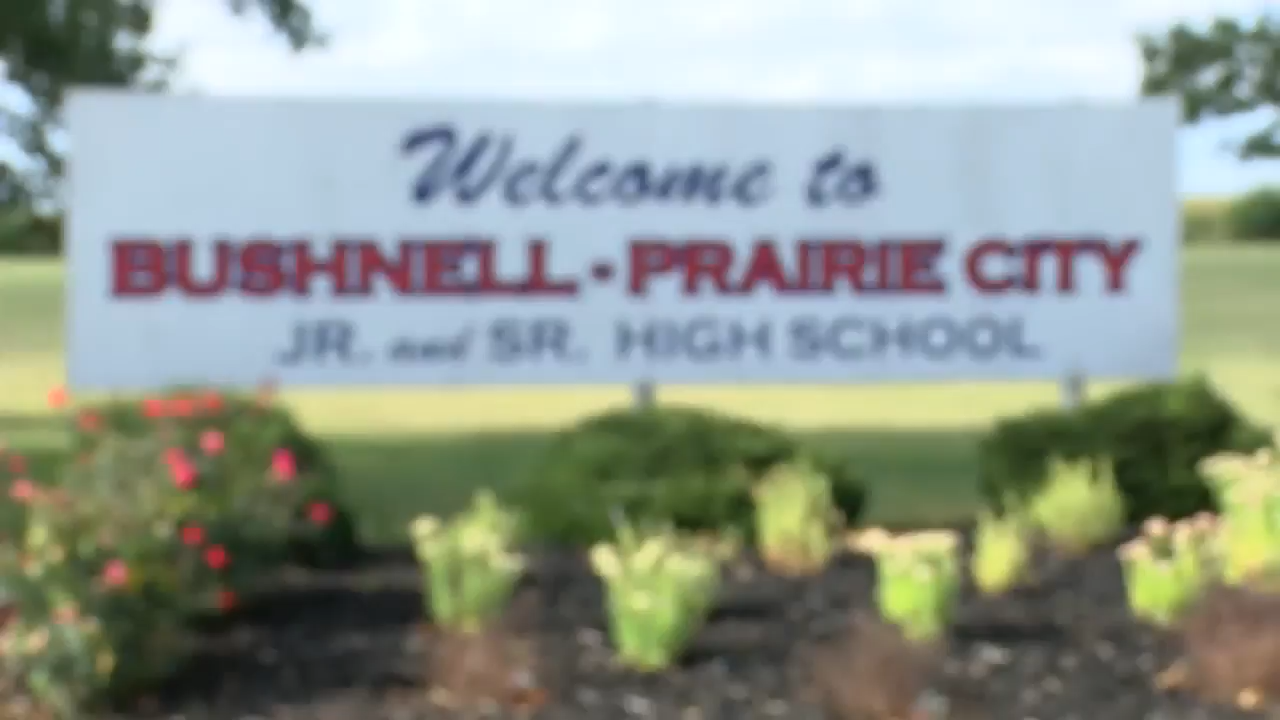 Welcome to
BUSHNELL • PRAIRIE CITY
JR. and SR. HIGH SCHOOL